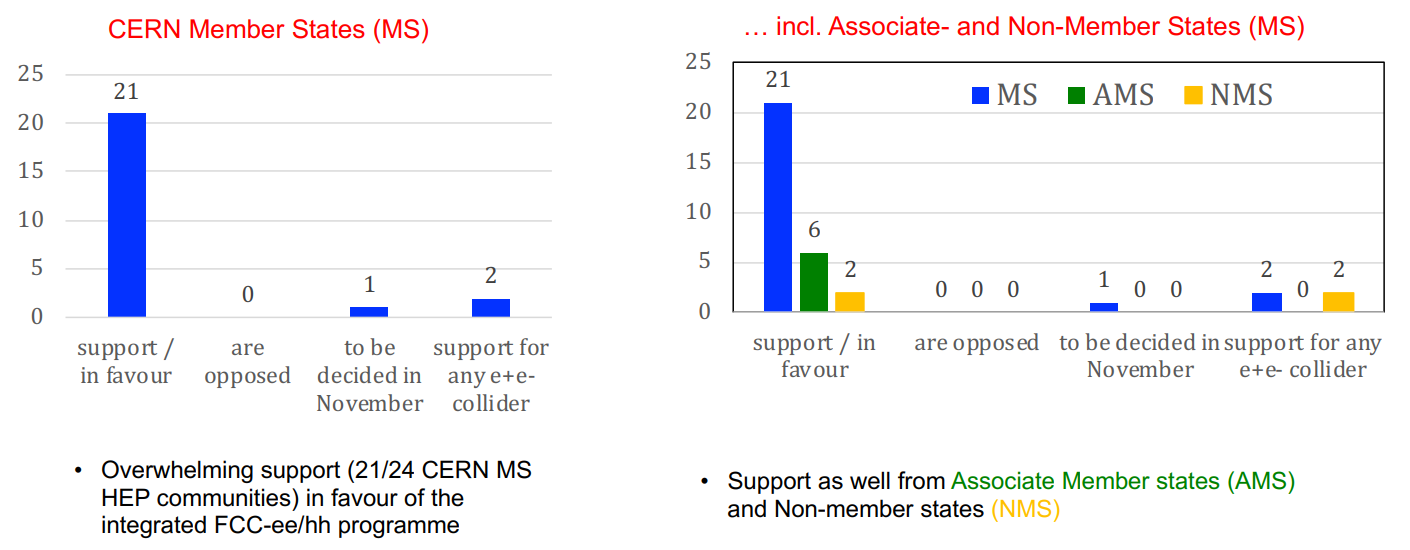 CERN Member States (MS)
25
20
15
10
5
0
21
0
1
2
support /
in favour
are
opposed
to be
decided in
November
support for
any e+e-
collider
• Overwhelming support (21/24 CERN MS
HEP communities) in favour of the
integrated FCC-ee/hh programme
… incl. Associate- and Non-Member States (MS)
25
20
15
10
5
0
MS AMS NMS
21
6
2
0 0 0
1 0 0
2 0 2
support / in
favour
are opposed
to be decided in
November
support for any
e+e- collider
• Support as well from Associate Member states (AMS)
and Non-member states (NMS)